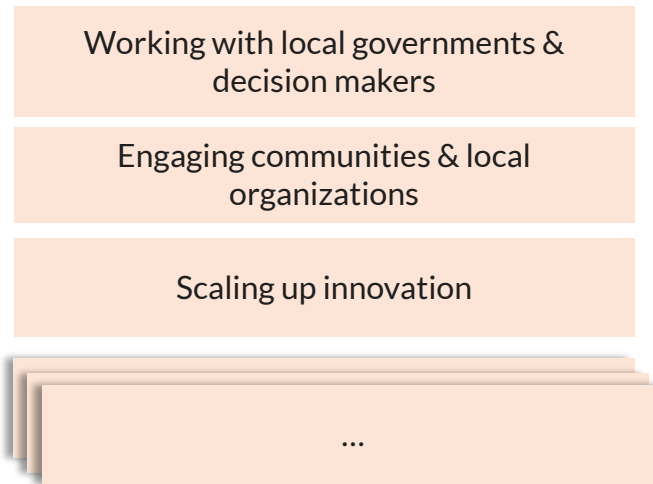 Working with local governments &
decision makers
Engaging communities & local
organizations
Scaling up innovation
...